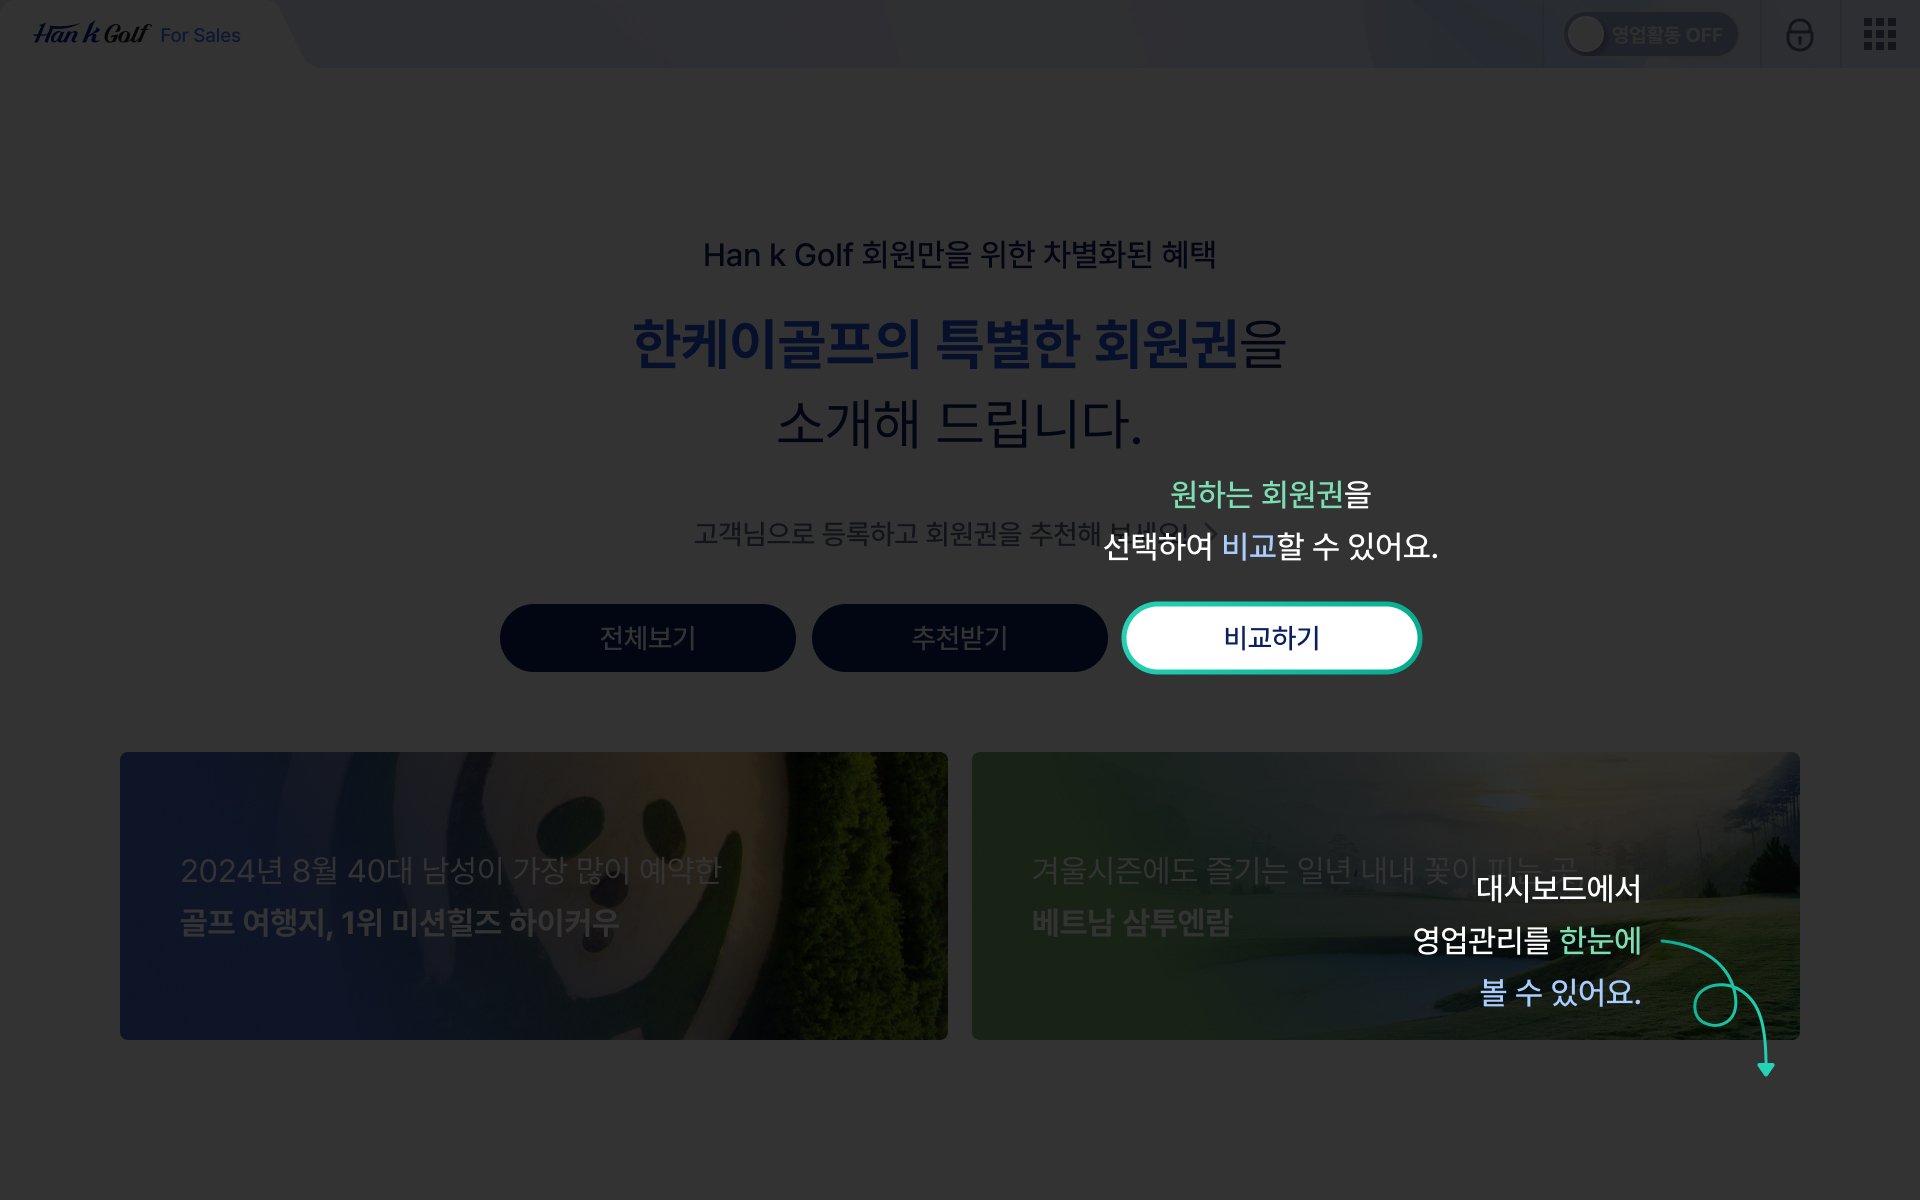 Han k Golf For Sales
영업활동 OFF
Han k Golf 회원만을 위한 차별화된 혜택
한케이골프의 특별한 회원권을
소개해 드립니다.
원하는 회원권을
선택하여 비교할 수 있어요.
고객님으로 등록하고 회원권을 추천해
전체보기
추천받기
비교하기
2024년 8월 40대 남성이 가장 많이 예약한
골프 여행지, 1위 미션힐즈 하이커우
겨울시즌에도 즐기는 일년 내내 꽃이 피는 곳
베트남 삼투엔람
대시보드에서
영업관리를 한눈에
볼 수 있어요.